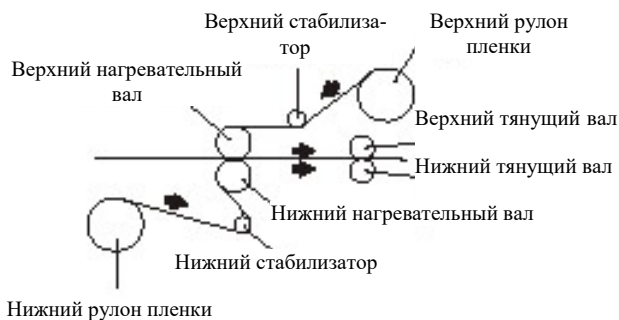 Верхний стабилиза-
тор
Верхний рулон
пленки
Верхний нагревательный
вал
Верхний тянущий вал
Нижний тянущий вал
Нижний нагревательный вал
Нижний стабилизатор
Нижний рулон пленки